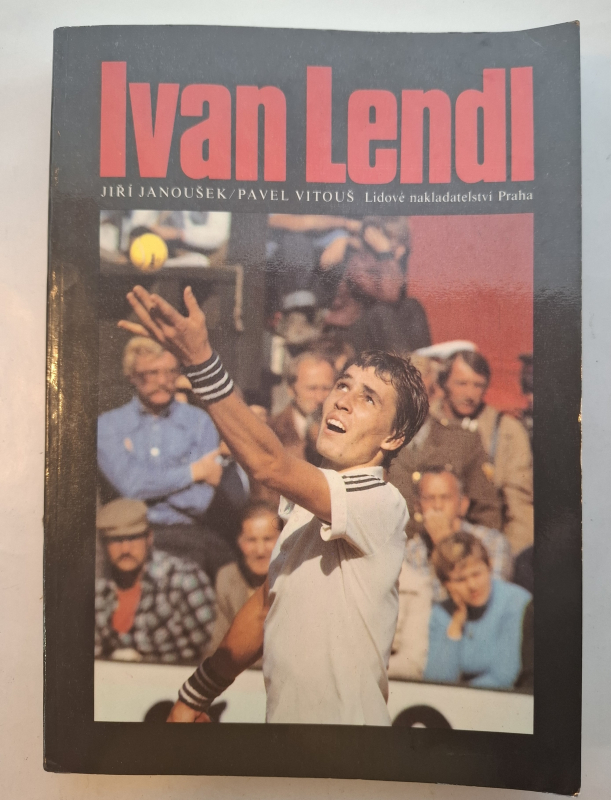 Ivan Lendl
JIŘÍ JANOUŠEK/PAVEL VITOUŠ Lidové nakladatelství Praha